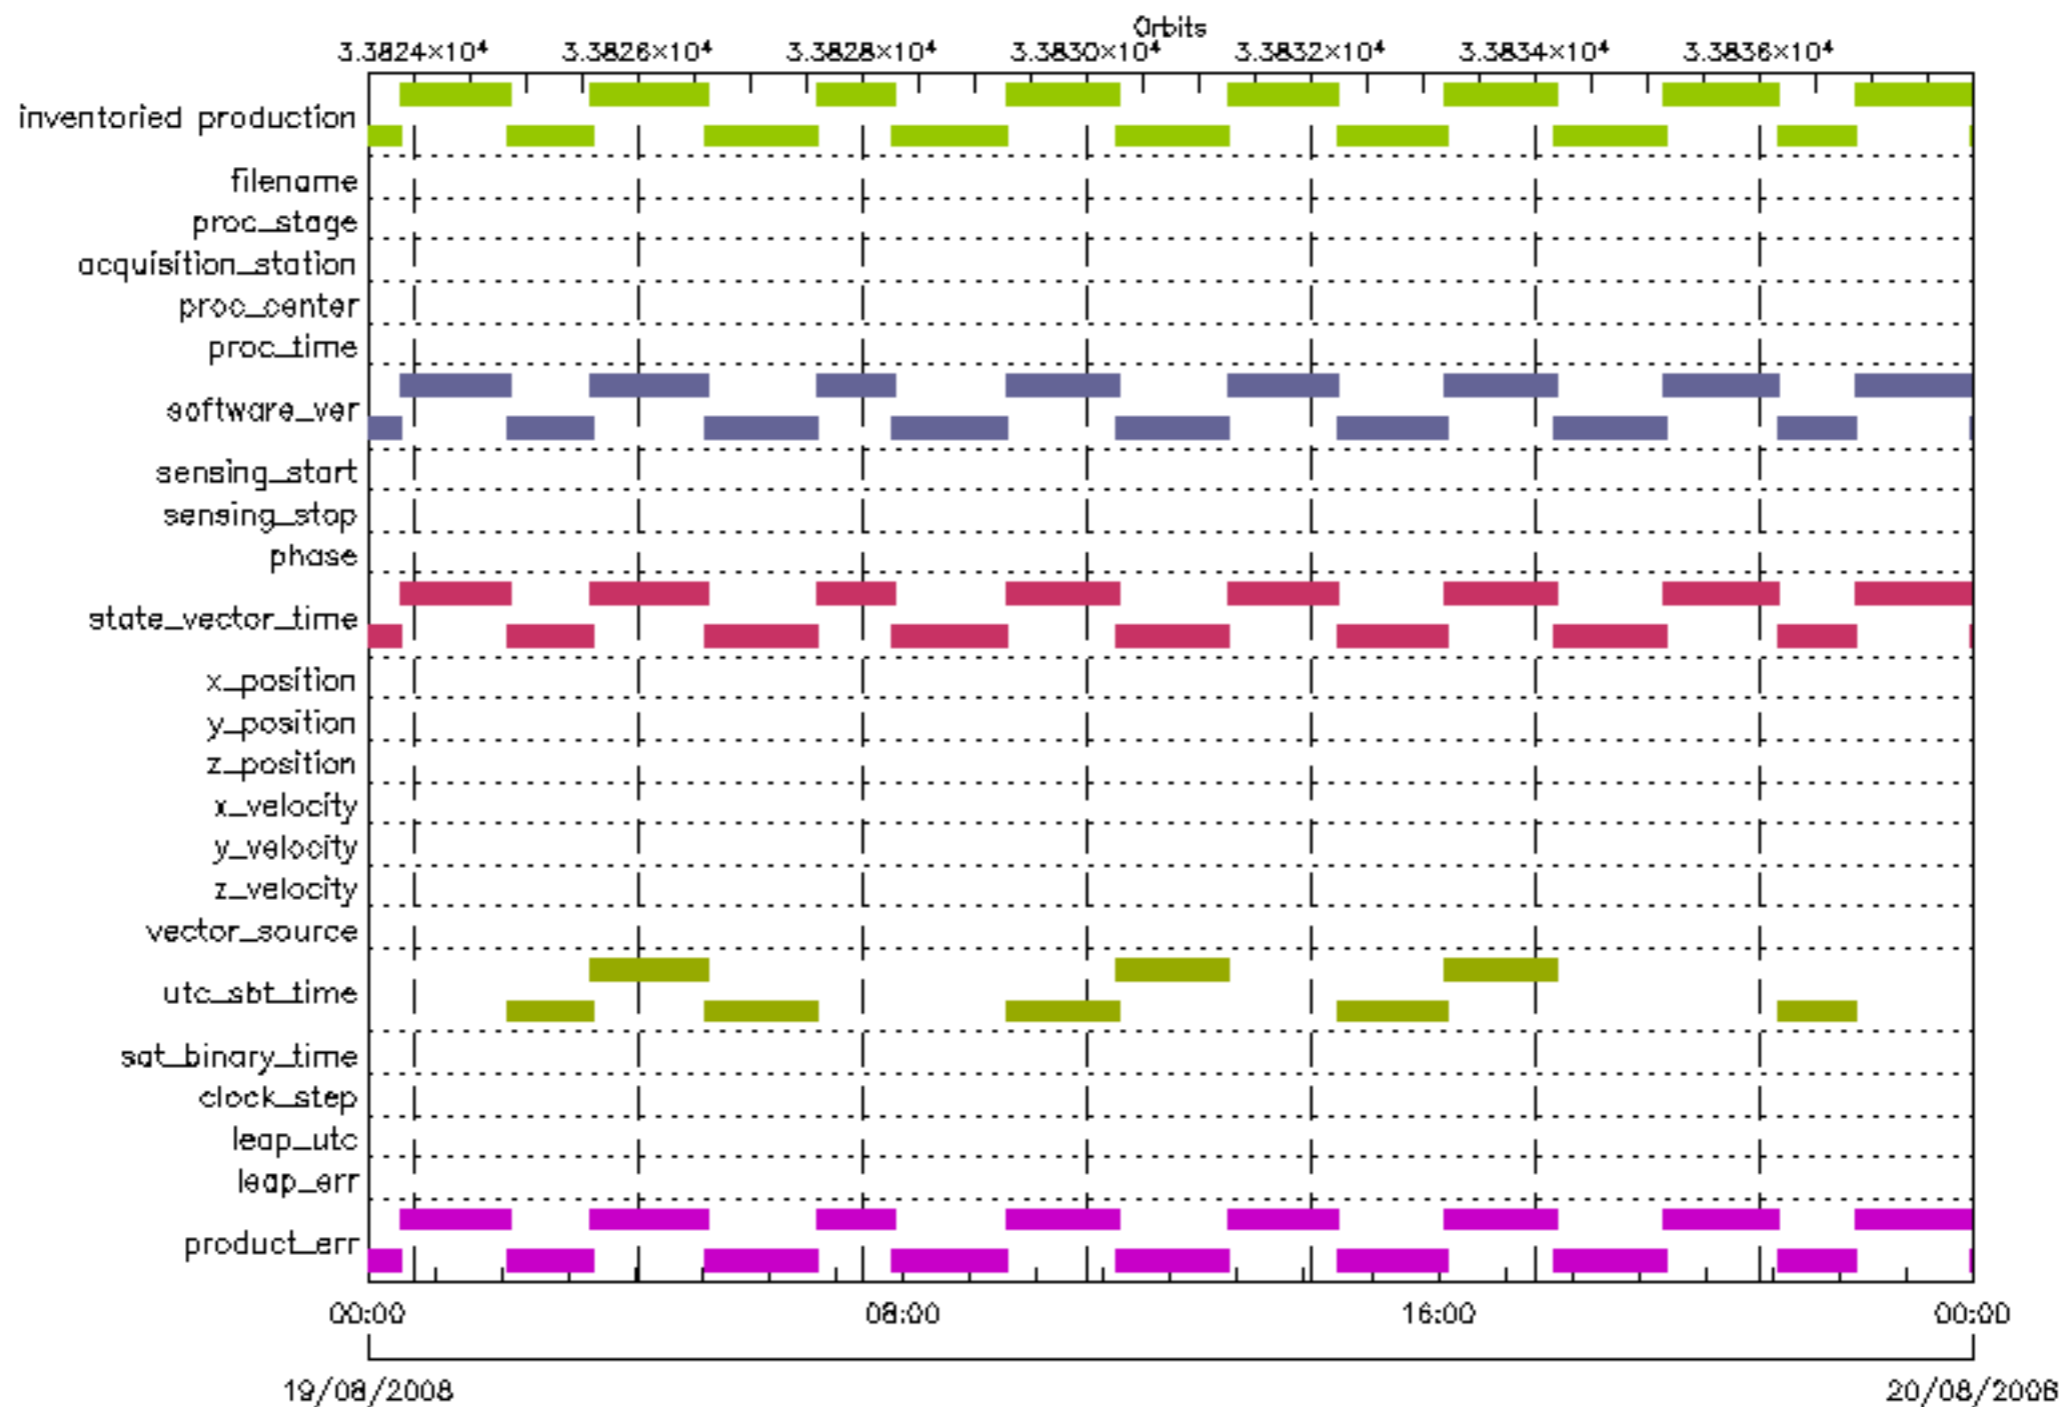 Orbits
3.3824×10⁴ 3.3826×10⁴ 3.3828×10⁴ 3.3830×10⁴ 3.3832×10⁴ 3.3834×10⁴ 3.3836×10⁴
inventoried production
filename
proc_stage
acquisition_station
proc_center
proc_time
software_ver
sensing_start
sensing_stop
phase
state_vector_time
x_position
y_position
z_position
x_velocity
y_velocity
z_velocity
vector_source
utc_sbt_time
sat_binary_time
clock_step
leap_utc
leap_err
product_err
00:00 08:00 16:00 00:00
19/08/2008 20/08/2008